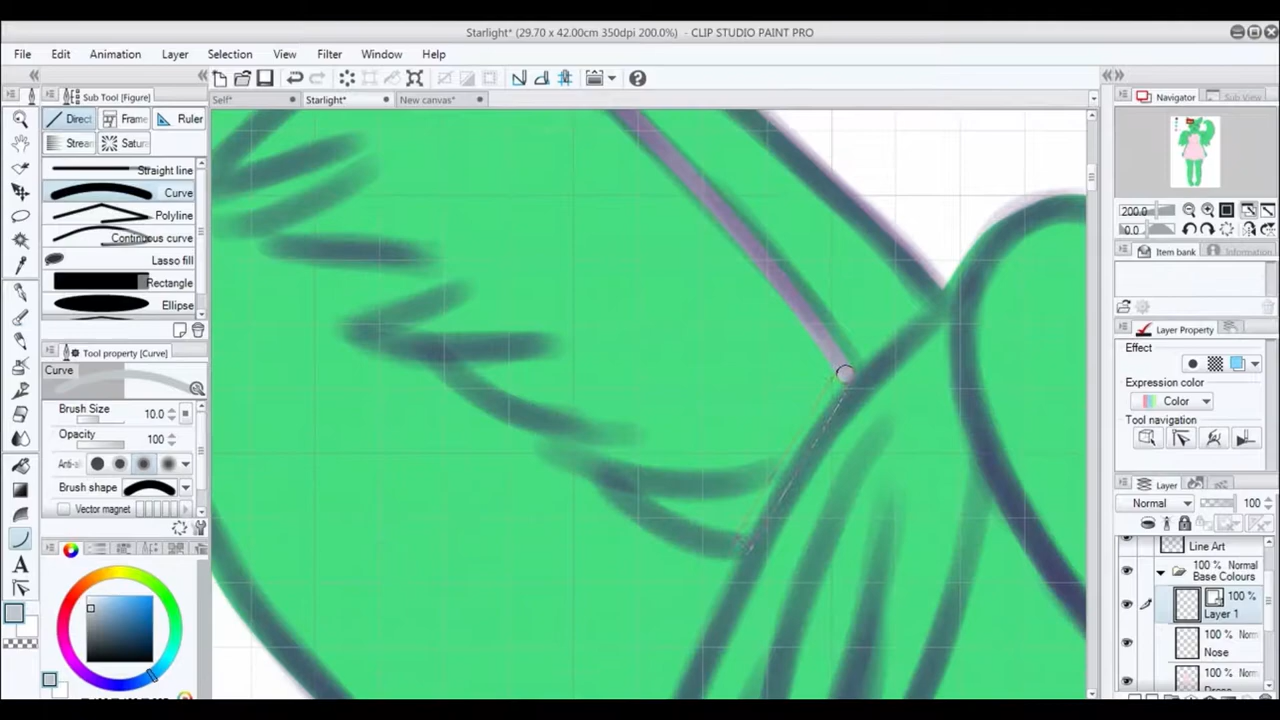 Starlight* (29.70 x 42.00cm 350dpi 200.0%) - CLIP STUDIO PAINT PRO
File Edit Animation Layer Selection View Filter Window Help
Sub Tool [Figure]
Self* Starlight* New canvas*
Navigator Sub View
Direct Frame Ruler
Strean Satur
Straight line
Curve
Polyline
Continuous curve
Lasso fill
Rectangle
Ellipse
200.0
0.0
Item bank Information
Tool property [Curve]
Curve
Brush Size 10.0
Opacity 100
Anti-al
Brush shape
Vector magnet
Layer Property
Effect
Expression color
Color
Tool navigation
Layer
Normal 100
Line Art
100 % Normal
Base Colours
100 %
Layer 1
100 % Norm
Nose
100 % Norm
A